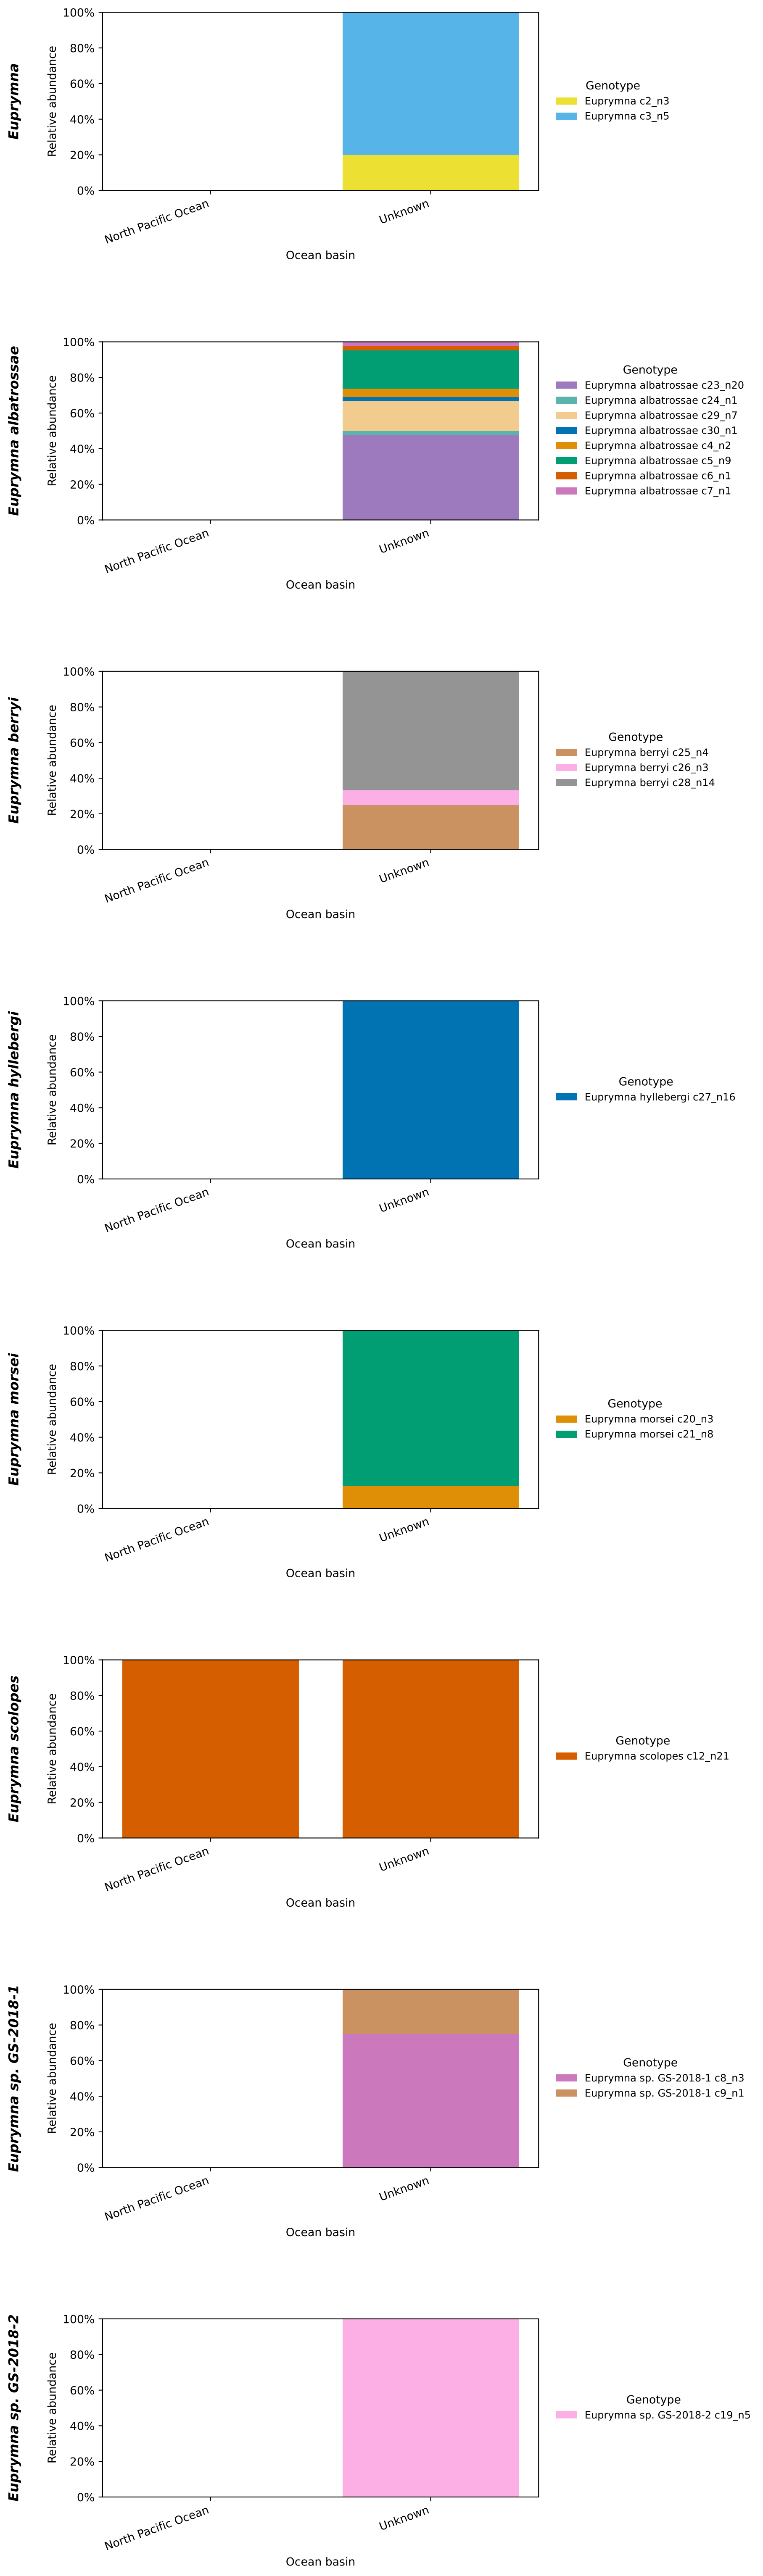 Euprymna
Relative abundance
100%
80%
60%
40%
20%
0%
North Pacific Ocean
Unknown
Ocean basin
Genotype
Euprymna c2_n3
Euprymna c3_n5
Euprymna albatrossae
Relative abundance
100%
80%
60%
40%
20%
0%
North Pacific Ocean
Unknown
Ocean basin
Genotype
Euprymna albatrossae c23_n20
Euprymna albatrossae c24_n1
Euprymna albatrossae c29_n7
Euprymna albatrossae c30_n1
Euprymna albatrossae c4_n2
Euprymna albatrossae c5_n9
Euprymna albatrossae c6_n1
Euprymna albatrossae c7_n1
Euprymna berryi
Relative abundance
100%
80%
60%
40%
20%
0%
North Pacific Ocean
Unknown
Ocean basin
Genotype
Euprymna berryi c25_n4
Euprymna berryi c26_n3
Euprymna berryi c28_n14
Euprymna hyllebergi
Relative abundance
100%
80%
60%
40%
20%
0%
North Pacific Ocean
Unknown
Ocean basin
Genotype
Euprymna hyllebergi c27_n16
Euprymna morsei
Relative abundance
100%
80%
60%
40%
20%
0%
North Pacific Ocean
Unknown
Ocean basin
Genotype
Euprymna morsei c20_n3
Euprymna morsei c21_n8
Euprymna scolopes
Relative abundance
100%
80%
60%
40%
20%
0%
North Pacific Ocean
Unknown
Ocean basin
Genotype
Euprymna scolopes c12_n21
Euprymna sp. GS-2018-1
Relative abundance
100%
80%
60%
40%
20%
0%
North Pacific Ocean
Unknown
Ocean basin
Genotype
Euprymna sp. GS-2018-1 c8_n3
Euprymna sp. GS-2018-1 c9_n1
Euprymna sp. GS-2018-2
Relative abundance
100%
80%
60%
40%
20%
0%
North Pacific Ocean
Unknown
Ocean basin
Genotype
Euprymna sp. GS-2018-2 c19_n5